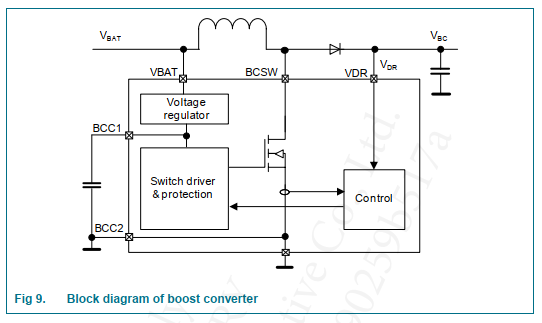 VBAT
VBC
VBAT
BCSW
VDR
VDR
Voltage
regulator
BCC1
Switch driver
& protection
Control
BCC2
Fig 9. Block diagram of boost converter